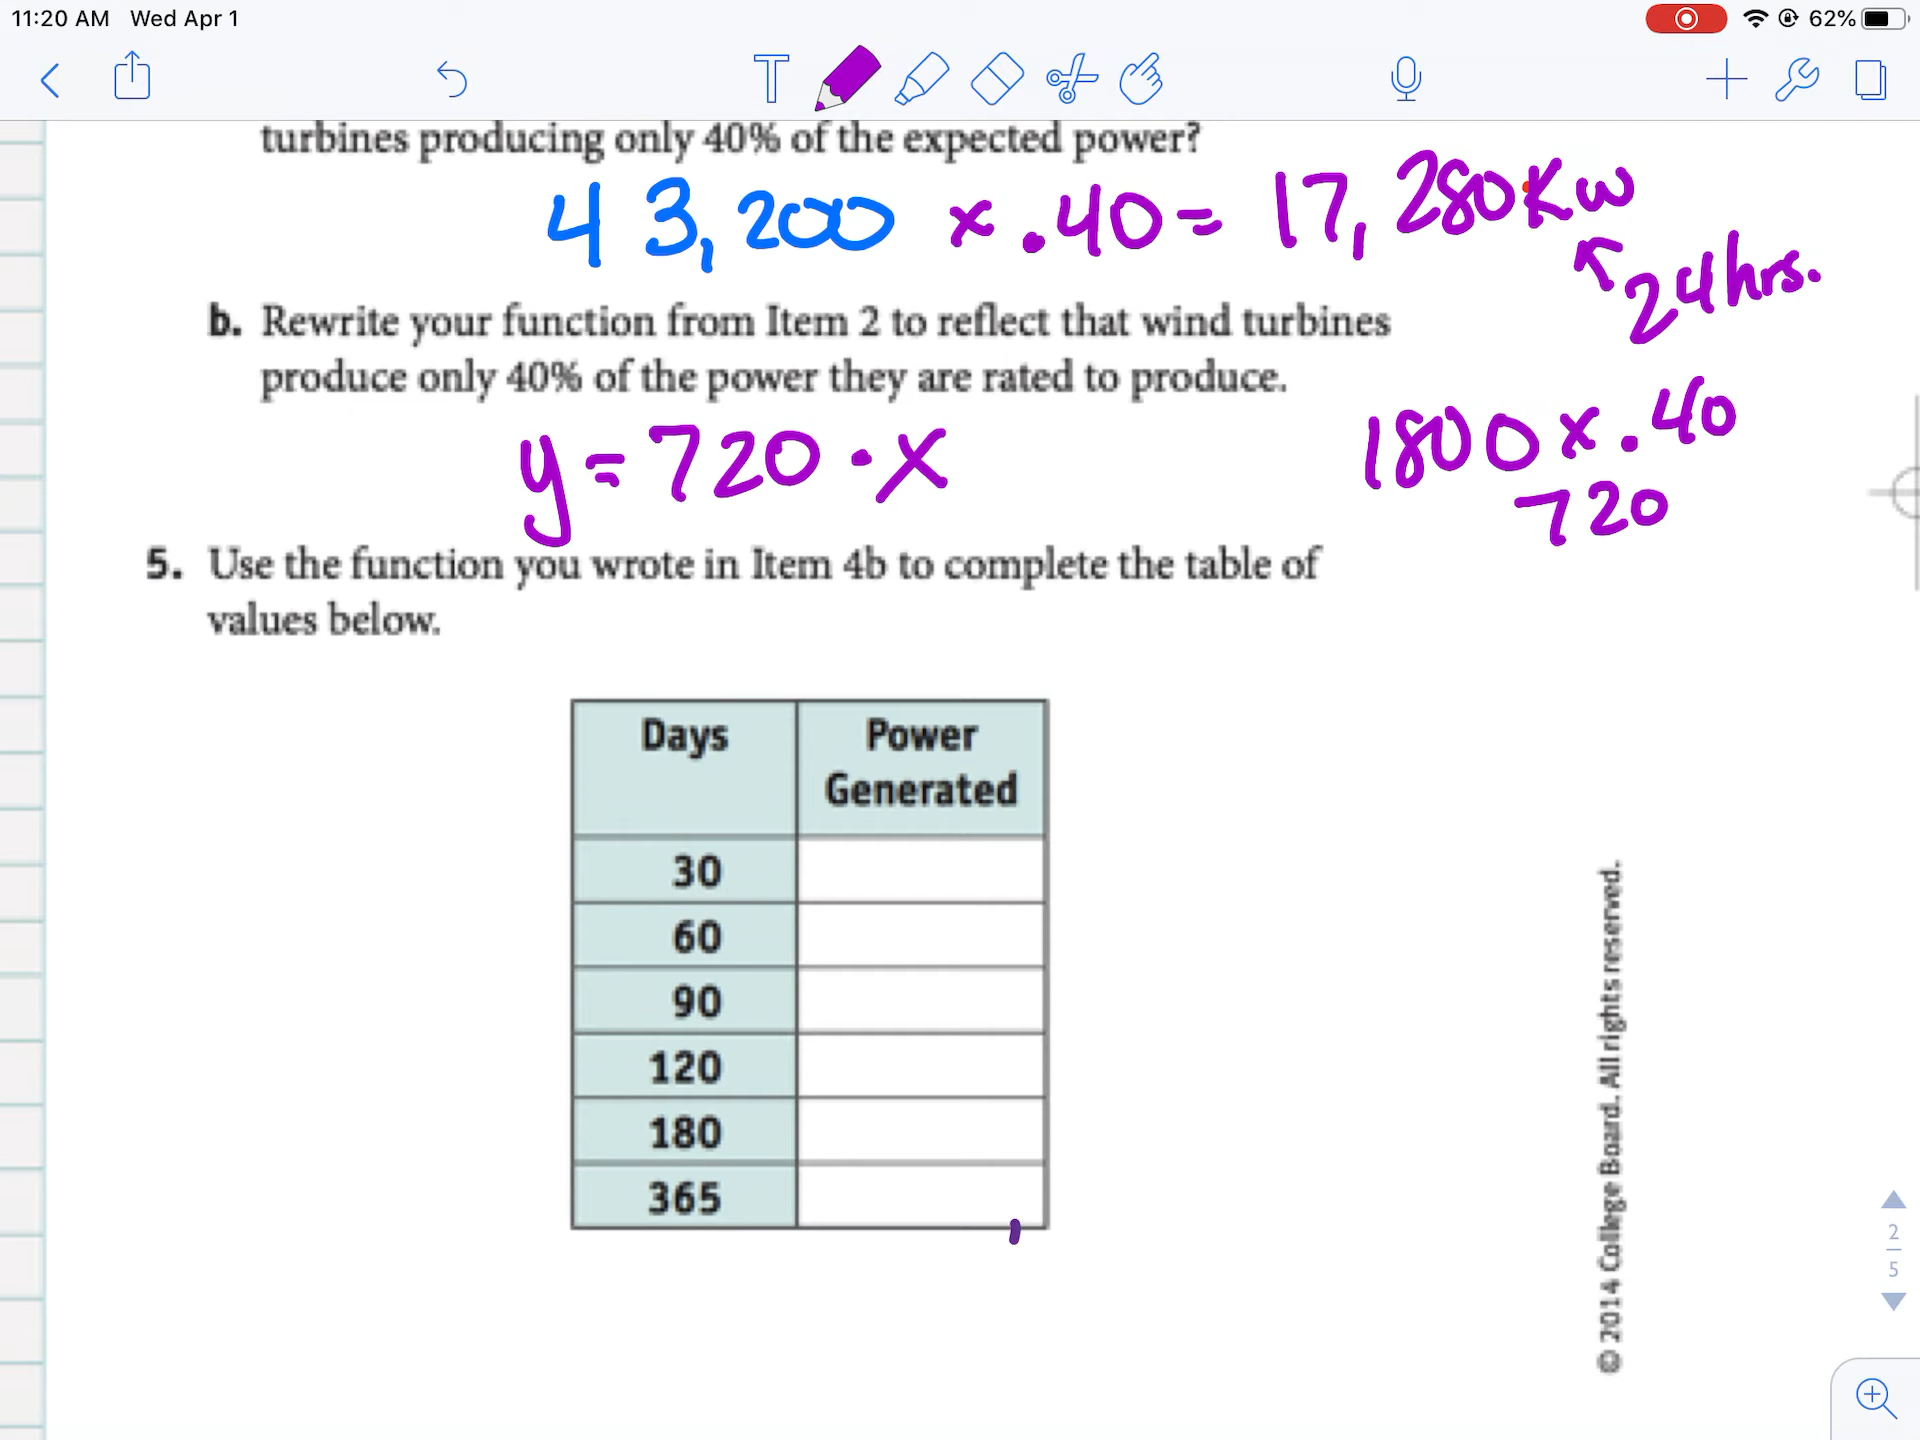 11:20 AM Wed Apr 1
62%
T
turbines producing only 40% of the expected power?
43,200 x .40 = 17,280 Kw
24hrs.
b. Rewrite your function from Item 2 to reflect that wind turbines
produce only 40% of the power they are rated to produce.
y = 720 · x
1800 x .40
720
5. Use the function you wrote in Item 4b to complete the table of
values below.
Days Power
Generated
30
60
90
120
180
365
© 2014 College Board. All rights reserved.
2
5